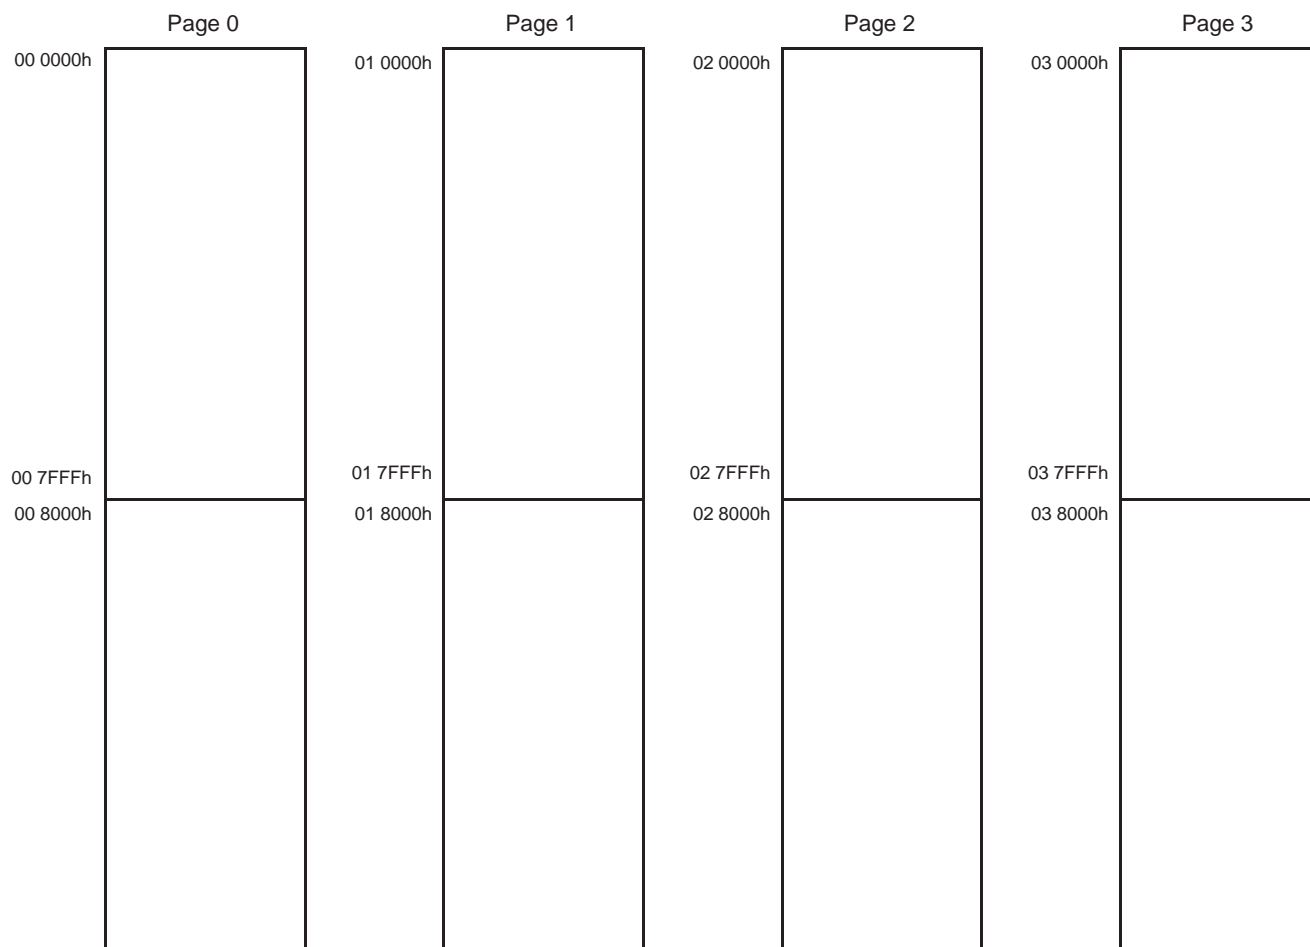 Page 0
Page 1
Page 2
Page 3
00 0000h
01 0000h
02 0000h
03 0000h
00 7FFFh
01 7FFFh
02 7FFFh
03 7FFFh
00 8000h
01 8000h
02 8000h
03 8000h